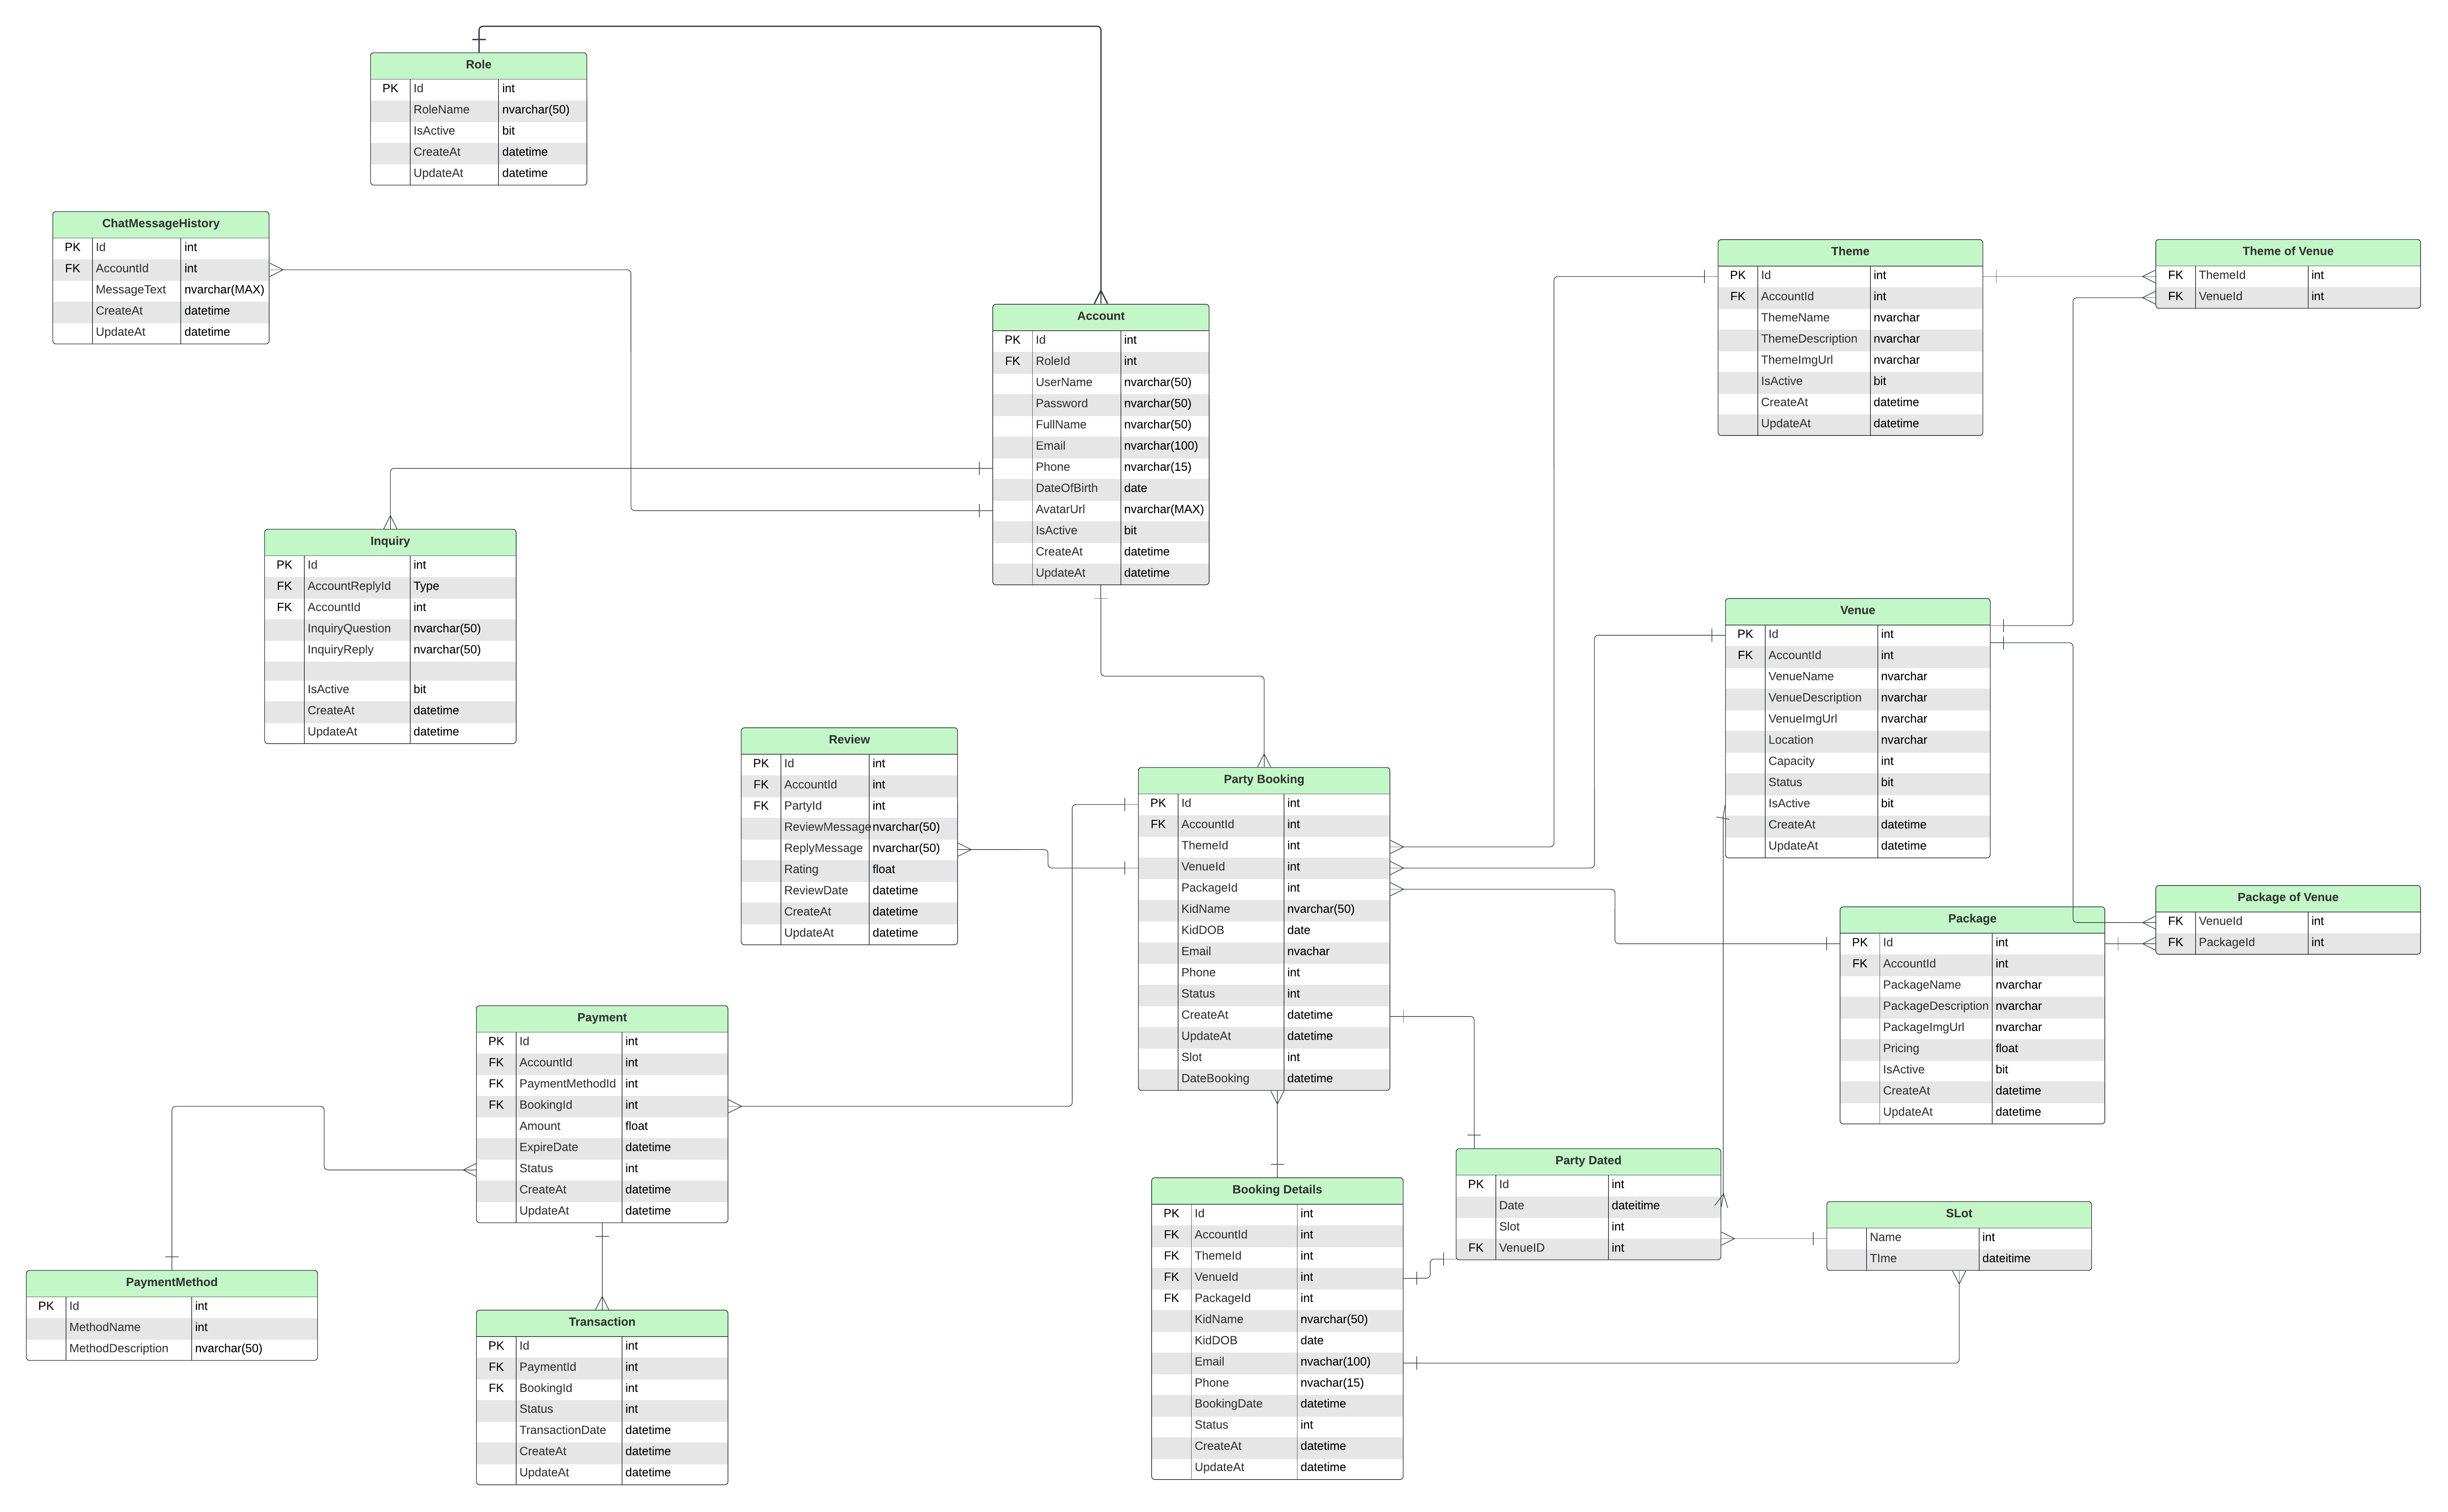 Role
PK Id int
RoleName nvarchar(50)
IsActive bit
CreateAt datetime
UpdateAt datetime
ChatMessageHistory
PK Id int
FK AccountId int
MessageText nvarchar(MAX)
CreateAt datetime
UpdateAt datetime
Account
PK Id int
FK RoleId int
UserName nvarchar(50)
Password nvarchar(50)
FullName nvarchar(50)
Email nvarchar(100)
Phone nvarchar(15)
DateOfBirth date
AvatarUrl nvarchar(MAX)
IsActive bit
CreateAt datetime
UpdateAt datetime
Theme
PK Id int
FK AccountId int
ThemeName nvarchar
ThemeDescription nvarchar
ThemeImgUrl nvarchar
IsActive bit
CreateAt datetime
UpdateAt datetime
Theme of Venue
FK ThemeId int
FK VenueId int
Inquiry
PK Id int
FK AccountReplyId Type
FK AccountId int
InquiryQuestion nvarchar(50)
InquiryReply nvarchar(50)
IsActive bit
CreateAt datetime
UpdateAt datetime
Venue
PK Id int
FK AccountId int
VenueName nvarchar
VenueDescription nvarchar
VenueImgUrl nvarchar
Location nvarchar
Capacity int
Status bit
IsActive bit
CreateAt datetime
UpdateAt datetime
Review
PK Id int
FK AccountId int
FK PartyId int
ReviewMessage nvarchar(50)
ReplyMessage nvarchar(50)
Rating float
ReviewDate datetime
CreateAt datetime
UpdateAt datetime
Party Booking
PK Id int
FK AccountId int
ThemeId int
VenueId int
PackageId int
KidName nvarchar(50)
KidDOB date
Email nvachar
Phone int
Status int
CreateAt datetime
UpdateAt datetime
Slot int
DateBooking datetime
Package
PK Id int
FK AccountId int
PackageName nvarchar
PackageDescription nvarchar
PackageImgUrl nvarchar
Pricing float
IsActive bit
CreateAt datetime
UpdateAt datetime
Package of Venue
FK VenueId int
FK PackageId int
Payment
PK Id int
FK AccountId int
FK PaymentMethodId int
FK BookingId int
Amount float
ExpireDate datetime
Status int
CreateAt datetime
UpdateAt datetime
Party Dated
PK Id int
Date dateitime
Slot int
FK VenueID int
Booking Details
PK Id int
FK AccountId int
FK ThemeId int
FK VenueId int
FK PackageId int
KidName nvarchar(50)
KidDOB date
Email nvachar(100)
Phone nvachar(15)
BookingDate datetime
Status int
CreateAt datetime
UpdateAt datetime
SLot
Name int
TIme dateitime
PaymentMethod
PK Id int
MethodName int
MethodDescription nvarchar(50)
Transaction
PK Id int
FK PaymentId int
FK BookingId int
Status int
TransactionDate datetime
CreateAt datetime
UpdateAt datetime